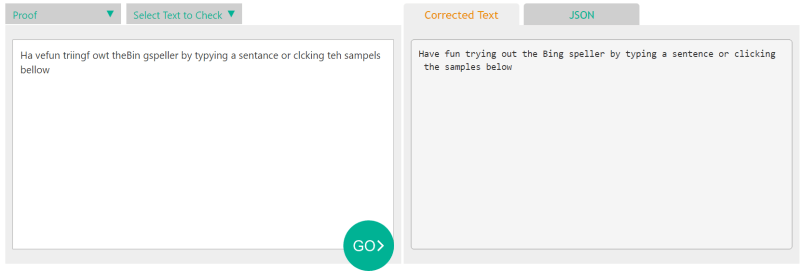 Proof ▼ Select Text to Check ▼ Corrected Text JSON
Ha vefun triingf owt theBin gspeller by typying a sentance or clcking teh sampels
bellow
GO>
Have fun trying out the Bing speller by typing a sentence or clicking
the samples below